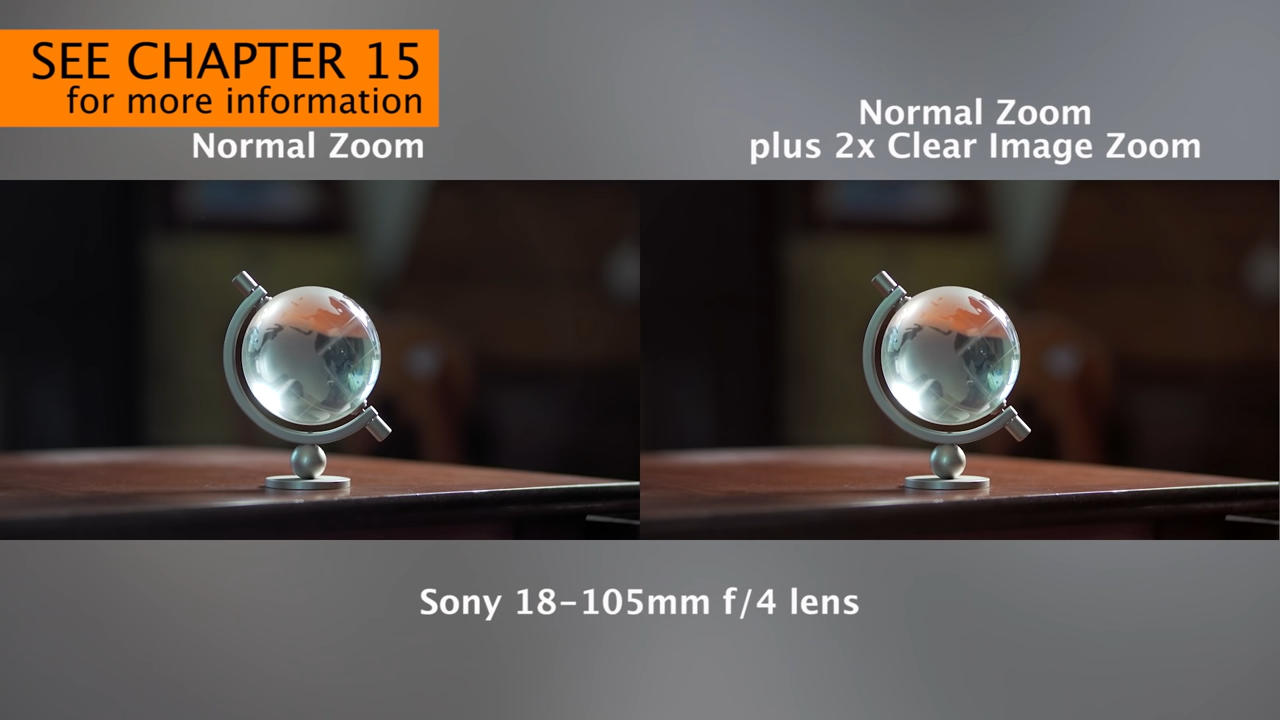 SEE CHAPTER 15
for more information
Normal Zoom
Normal Zoom
plus 2x Clear Image Zoom
Sony 18-105mm f/4 lens